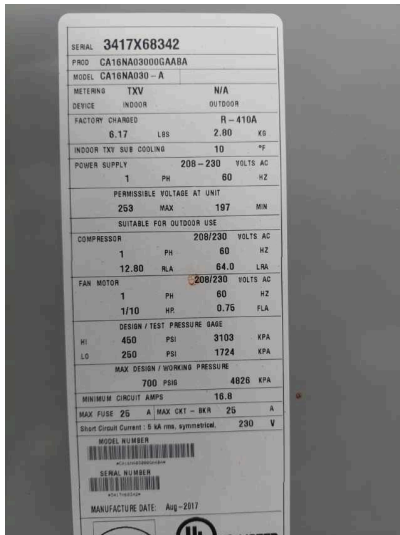 SERIAL 3417X68342
PROD CA16NA03000GAABA
MODEL CA16NA030-A
METERING TXV N/A
DEVICE INDOOR OUTDOOR
FACTORY CHARGED R-410A
6.17 LBS 2.80 KG
INDOOR TXV SUB COOLING 10 °F
POWER SUPPLY 208-230 VOLTS AC
1 PH 60 HZ
PERMISSIBLE VOLTAGE AT UNIT
253 MAX 197 MIN
SUITABLE FOR OUTDOOR USE
COMPRESSOR 208/230 VOLTS AC
1 PH 60 HZ
12.80 RLA 64.0 LRA
FAN MOTOR 208/230 VOLTS AC
1 PH 60 HZ
1/10 HP. 0.75 FLA
DESIGN / TEST PRESSURE GAGE
HI 450 PSI 3103 KPA
LO 250 PSI 1724 KPA
MAX DESIGN / WORKING PRESSURE
700 PSIG 4826 KPA
MINIMUM CIRCUIT AMPS 16.8
MAX FUSE 25 A MAX CKT-BKR 25 A
Short Circuit Current : 5 kA rms, symmetrical, 230 V
MODEL NUMBER
SERIAL NUMBER
*3417X68342*
MANUFACTURE DATE: Aug-2017
UL